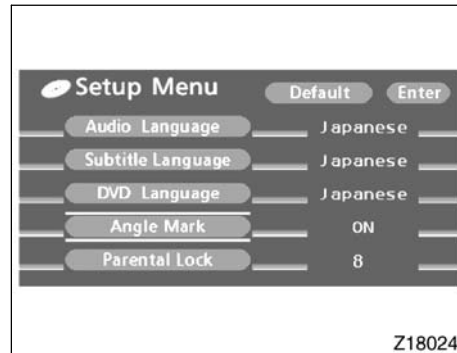 Setup Menu Default Enter
Audio Language Japanese
Subtitle Language Japanese
DVD Language Japanese
Angle Mark ON
Parental Lock 8
Z18024